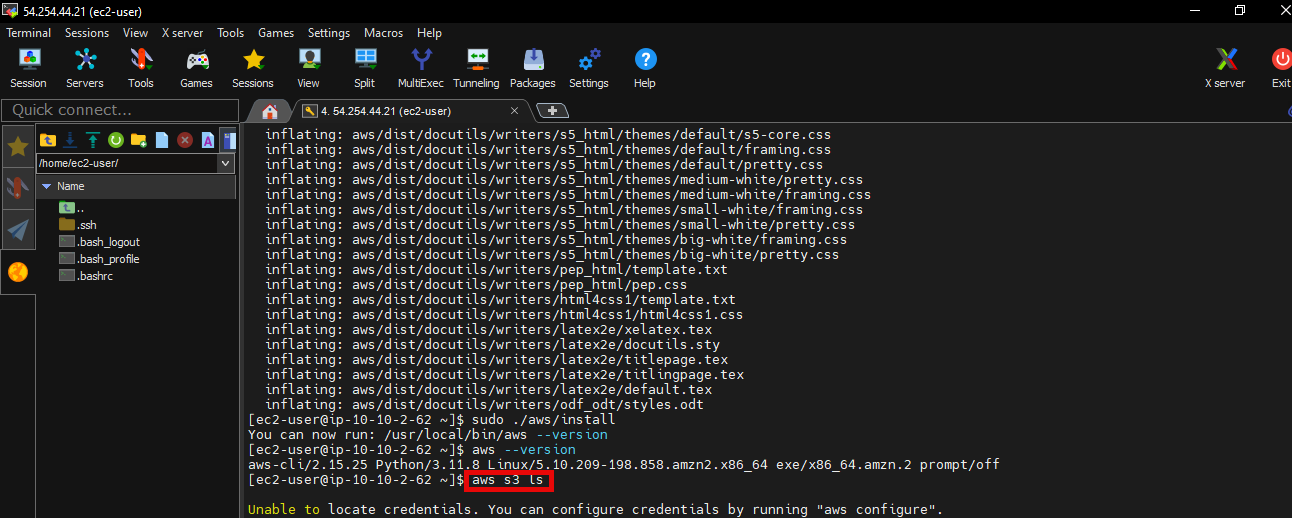 54.254.44.21 (ec2-user)
Terminal Sessions View X server Tools Games Settings Macros Help
Session Servers Tools Games Sessions View Split MultiExec Tunneling Packages Settings Help X server Exit
Quick connect...
4. 54.254.44.21 (ec2-user)
/home/ec2-user/
Name
..
.ssh
.bash_logout
.bash_profile
.bashrc
inflating: aws/dist/docutils/writers/s5_html/themes/default/s5-core.css
inflating: aws/dist/docutils/writers/s5_html/themes/default/framing.css
inflating: aws/dist/docutils/writers/s5_html/themes/default/pretty.css
inflating: aws/dist/docutils/writers/s5_html/themes/medium-white/pretty.css
inflating: aws/dist/docutils/writers/s5_html/themes/medium-white/framing.css
inflating: aws/dist/docutils/writers/s5_html/themes/small-white/framing.css
inflating: aws/dist/docutils/writers/s5_html/themes/small-white/pretty.css
inflating: aws/dist/docutils/writers/s5_html/themes/big-white/framing.css
inflating: aws/dist/docutils/writers/s5_html/themes/big-white/pretty.css
inflating: aws/dist/docutils/writers/pep_html/template.txt
inflating: aws/dist/docutils/writers/pep_html/pep.css
inflating: aws/dist/docutils/writers/html4css1/template.txt
inflating: aws/dist/docutils/writers/html4css1/html4css1.css
inflating: aws/dist/docutils/writers/latex2e/xelatex.tex
inflating: aws/dist/docutils/writers/latex2e/docutils.sty
inflating: aws/dist/docutils/writers/latex2e/titlepage.tex
inflating: aws/dist/docutils/writers/latex2e/titlingpage.tex
inflating: aws/dist/docutils/writers/latex2e/default.tex
inflating: aws/dist/docutils/writers/odf_odt/styles.odt
[ec2-user@ip-10-10-2-62 ~]$ sudo ./aws/install
You can now run: /usr/local/bin/aws --version
[ec2-user@ip-10-10-2-62 ~]$ aws --version
aws-cli/2.15.25 Python/3.11.8 Linux/5.10.209-198.858.amzn2.x86_64 exe/x86_64.amzn.2 prompt/off
[ec2-user@ip-10-10-2-62 ~]$ aws s3 ls
Unable to locate credentials. You can configure credentials by running "aws configure".